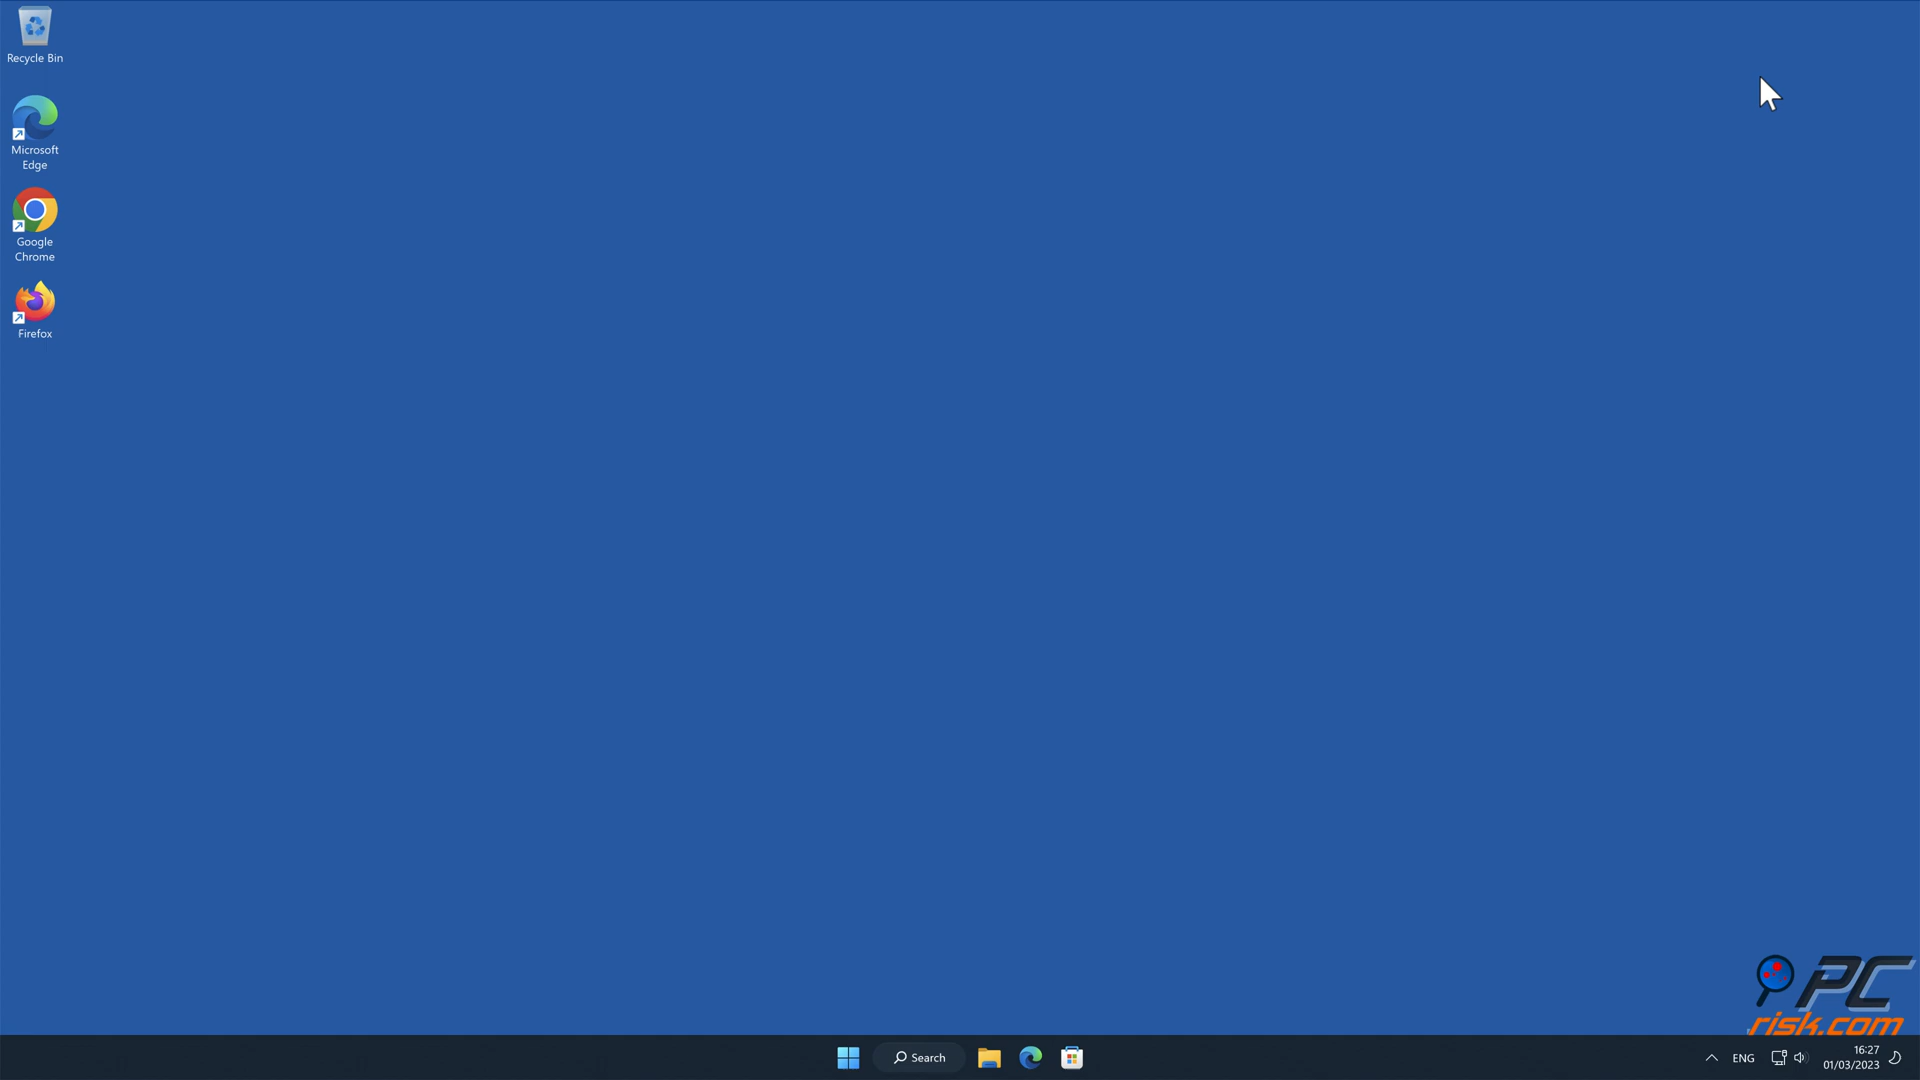 Recycle Bin
Microsoft
Edge
Google
Chrome
Firefox
PC
risk.com
Search
ENG
16:27
01/03/2023